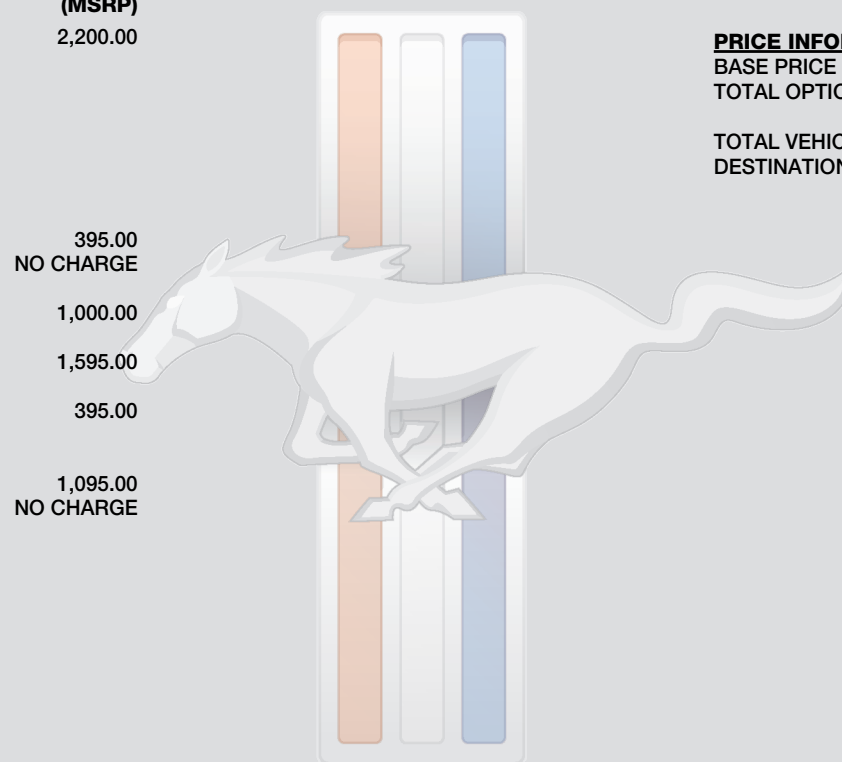 (MSRP)
2,200.00
395.00
NO CHARGE
1,000.00
1,595.00
395.00
1,095.00
NO CHARGE
PRICE INFO
BASE PRICE
TOTAL OPTIO
TOTAL VEHIC
DESTINATION